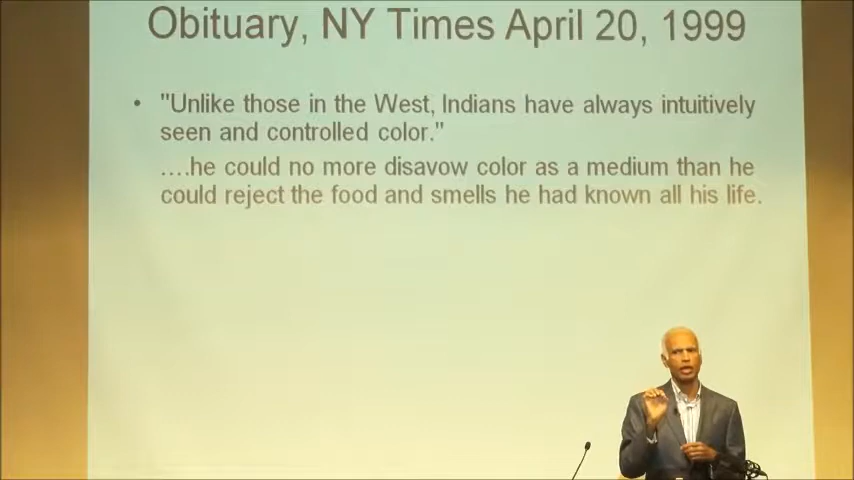 Obituary, NY Times April 20, 1999
• "Unlike those in the West, Indians have always intuitively
seen and controlled color."
....he could no more disavow color as a medium than he
could reject the food and smells he had known all his life.